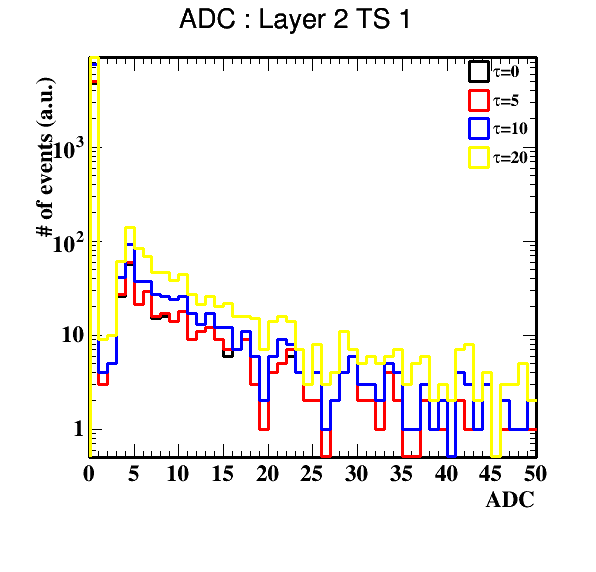 ADC : Layer 2 TS 1
# of events (a.u.)
τ=0
τ=5
τ=10
τ=20
10³
10²
10
1
0 5 10 15 20 25 30 35 40 45 50
ADC